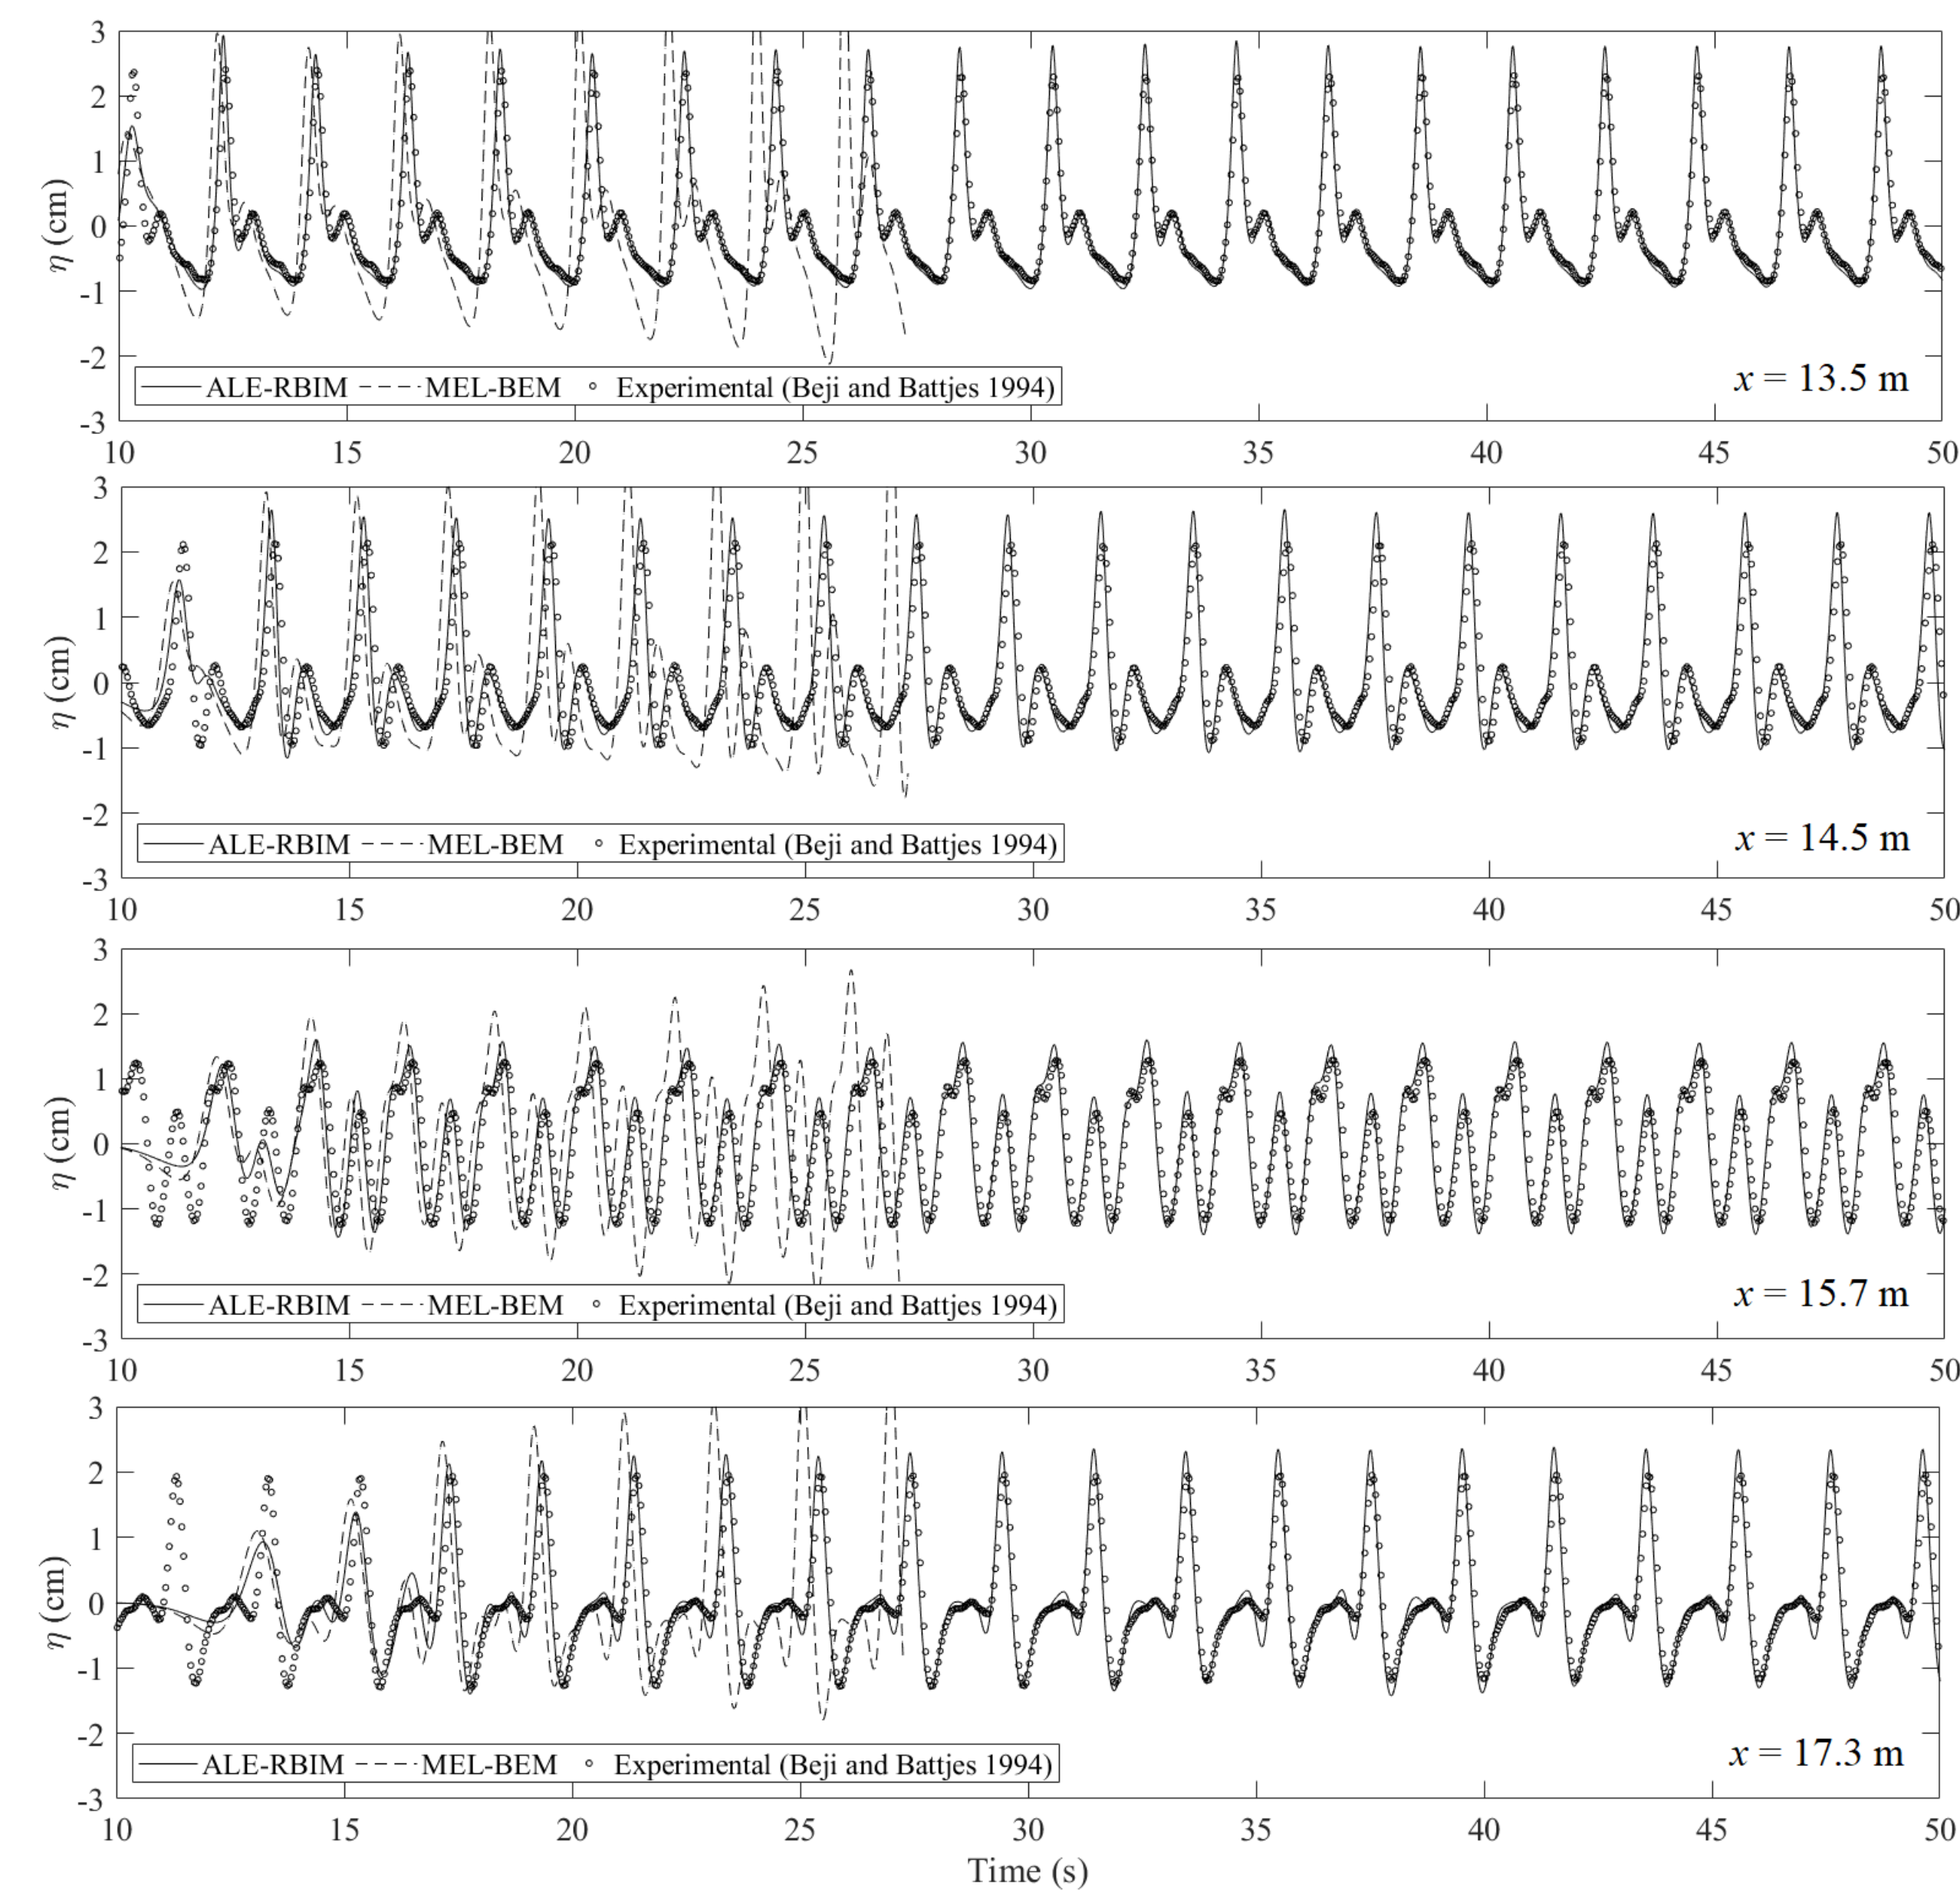 3
2
1
0
-1
-2
-3
η (cm)
ALE-RBIM MEL-BEM Experimental (Beji and Battjes 1994)
x = 13.5 m
10 15 20 25 30 35 40 45 50
3
2
1
0
-1
-2
-3
η (cm)
ALE-RBIM MEL-BEM Experimental (Beji and Battjes 1994)
x = 14.5 m
10 15 20 25 30 35 40 45 50
3
2
1
0
-1
-2
-3
η (cm)
ALE-RBIM MEL-BEM Experimental (Beji and Battjes 1994)
x = 15.7 m
10 15 20 25 30 35 40 45 50
3
2
1
0
-1
-2
-3
η (cm)
ALE-RBIM MEL-BEM Experimental (Beji and Battjes 1994)
x = 17.3 m
10 15 20 25 30 35 40 45 50
Time (s)